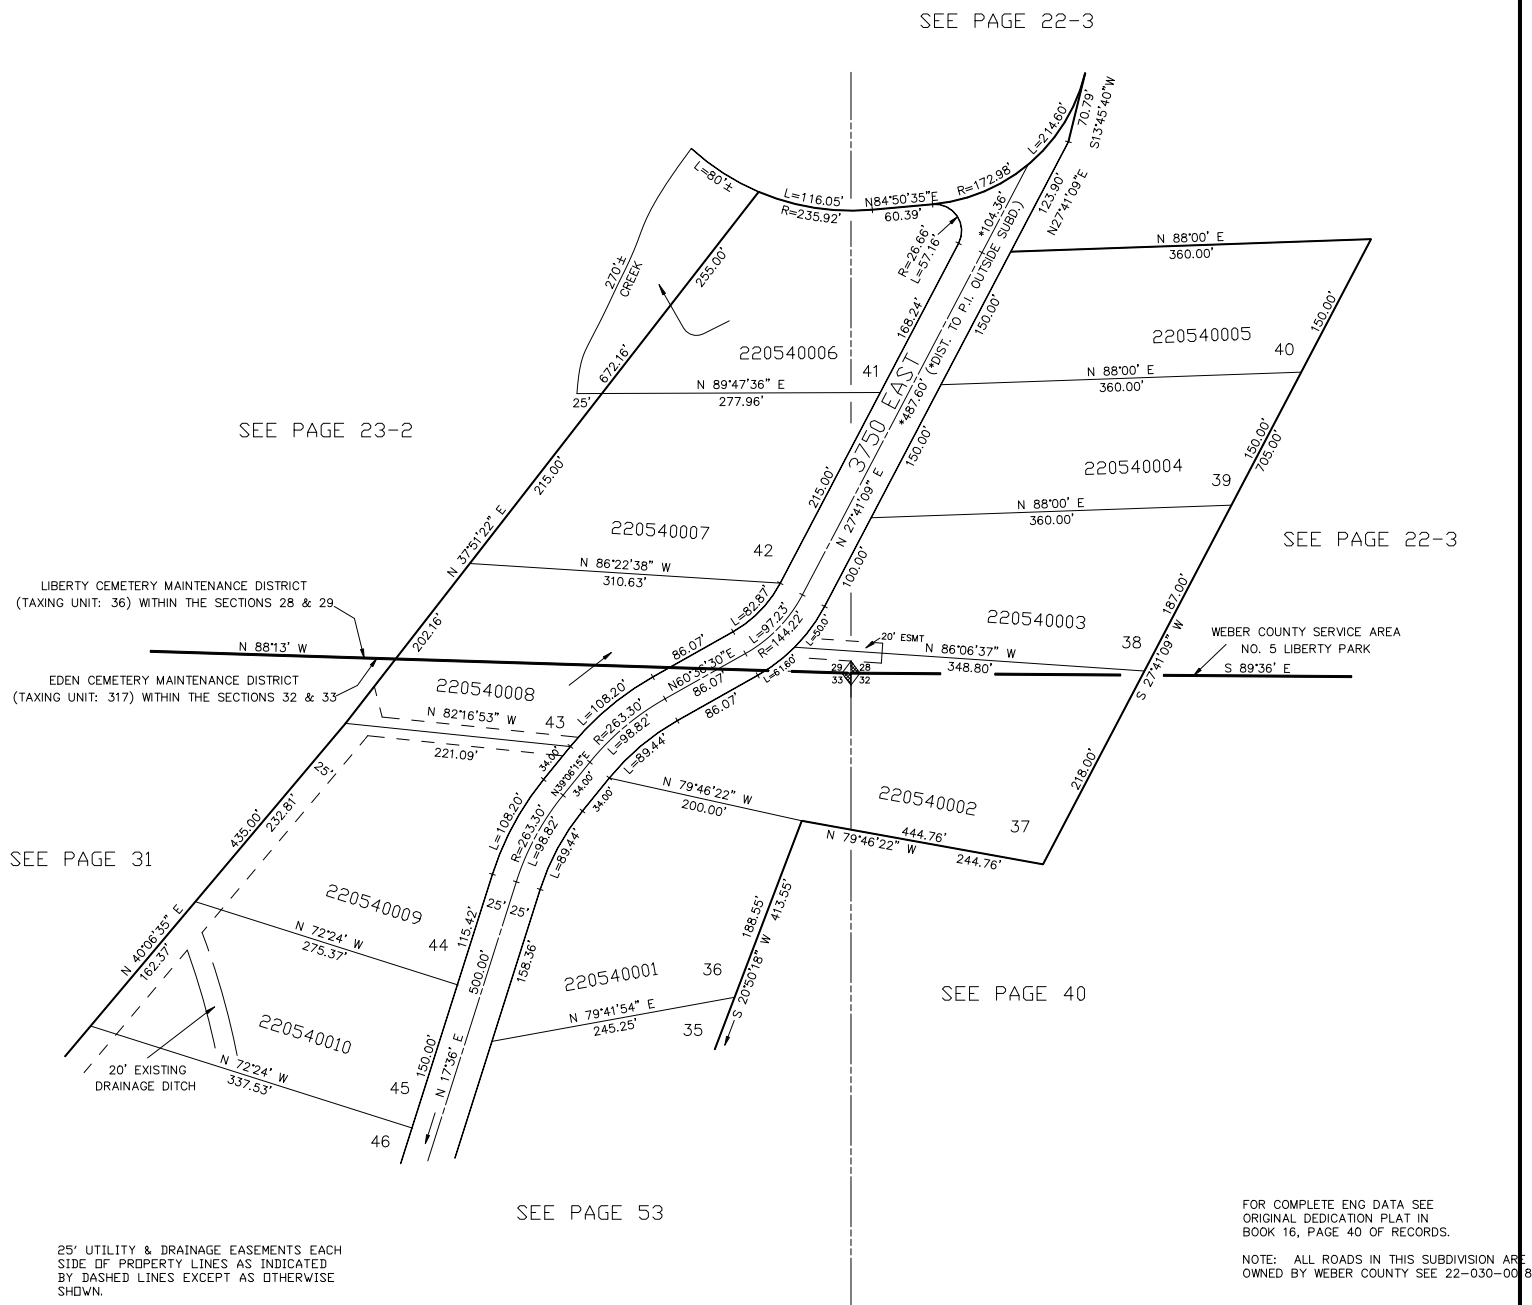 SEE PAGE 22-3
70.79'
S13°45'40"W
L=214.60'
L=80'±
L=116.05'
R=235.92'
N84°50'35"E
60.39'
R=172.98'
*104.36'
123.90'
N27°41'09"E
R=26.66'
L=57.16'
N 88°00' E
360.00'
270'±
CREEK
255.00'
168.24'
*487.60' (*DIST. TO P.I. OUTSIDE SUBD.)
150.00'
150.00'
220540006
41
220540005
40
672.16'
N 89°47'36" E
277.96'
25'
3750 EAST
N 88°00' E
360.00'
SEE PAGE 23-2
150.00'
150.00'
705.00'
215.00'
215.00'
220540004
39
N 27°41'09" E
N 88°00' E
360.00'
220540007
42
N 37°51'22" E
SEE PAGE 22-3
N 86°22'38" W
310.63'
100.00'
187.00'
LIBERTY CEMETERY MAINTENANCE DISTRICT
(TAXING UNIT: 36) WITHIN THE SECTIONS 28 & 29
L=82.87'
L=97.23'
R=144.22'
L=50.0'
220540003
38
202.16'
86.07'
20' ESMT
N 86°06'37" W
348.80'
WEBER COUNTY SERVICE AREA
NO. 5 LIBERTY PARK
S 89°36' E
N 88°13' W
N60°38'30"E
86.07'
L=61.60'
29 28
33 32
S 27°41'09" W
EDEN CEMETERY MAINTENANCE DISTRICT
(TAXING UNIT: 317) WITHIN THE SECTIONS 32 & 33
220540008
43
L=108.20'
R=263.30'
L=98.82'
86.07'
N 82°16'53" W
221.09'
L=89.44'
34.00'
N39°06'15"E
34.00'
34.00'
25'
218.00'
N 79°46'22" W
200.00'
220540002
37
232.81'
435.00'
L=108.20'
R=263.30'
L=98.82'
L=89.44'
444.76'
N 79°46'22" W
244.76'
SEE PAGE 31
220540009
44
25' 25'
188.55'
413.55'
N 72°24' W
275.37'
115.42'
N 40°06'35" E
162.37'
500.00'
158.36'
220540001
36
S 20°50'18" W
SEE PAGE 40
N 79°41'54" E
245.25'
35
220540010
45
150.00'
20' EXISTING
DRAINAGE DITCH
N 72°24' W
337.53'
N 17°36' E
46
SEE PAGE 53
FOR COMPLETE ENG DATA SEE
ORIGINAL DEDICATION PLAT IN
BOOK 16, PAGE 40 OF RECORDS.
NOTE: ALL ROADS IN THIS SUBDIVISION ARE
OWNED BY WEBER COUNTY SEE 22-030-0018
25' UTILITY & DRAINAGE EASEMENTS EACH
SIDE OF PROPERTY LINES AS INDICATED
BY DASHED LINES EXCEPT AS OTHERWISE
SHOWN.